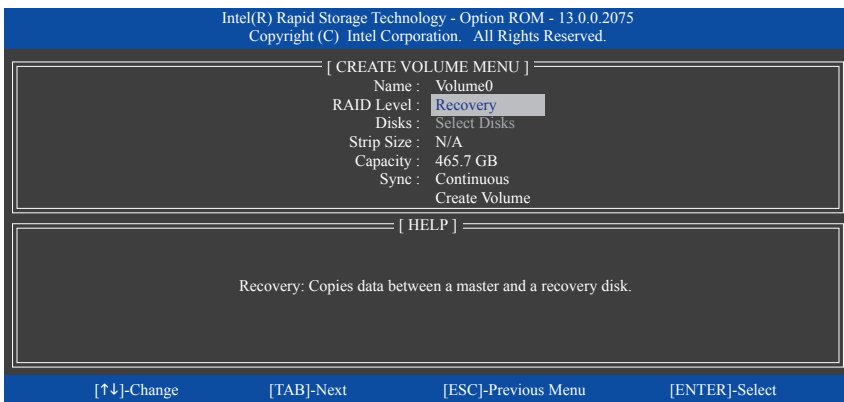 Intel(R) Rapid Storage Technology - Option ROM - 13.0.0.2075
Copyright (C) Intel Corporation. All Rights Reserved.
[ CREATE VOLUME MENU ]
Name : Volume0
RAID Level : Recovery
Disks : Select Disks
Strip Size : N/A
Capacity : 465.7 GB
Sync : Continuous
Create Volume
[ HELP ]
Recovery: Copies data between a master and a recovery disk.
[↑↓]-Change [TAB]-Next [ESC]-Previous Menu [ENTER]-Select